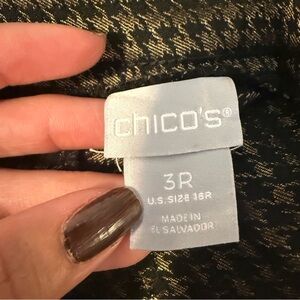 chico's®
3R
U.S. SIZE 16R
MADE IN
EL SALVADOR